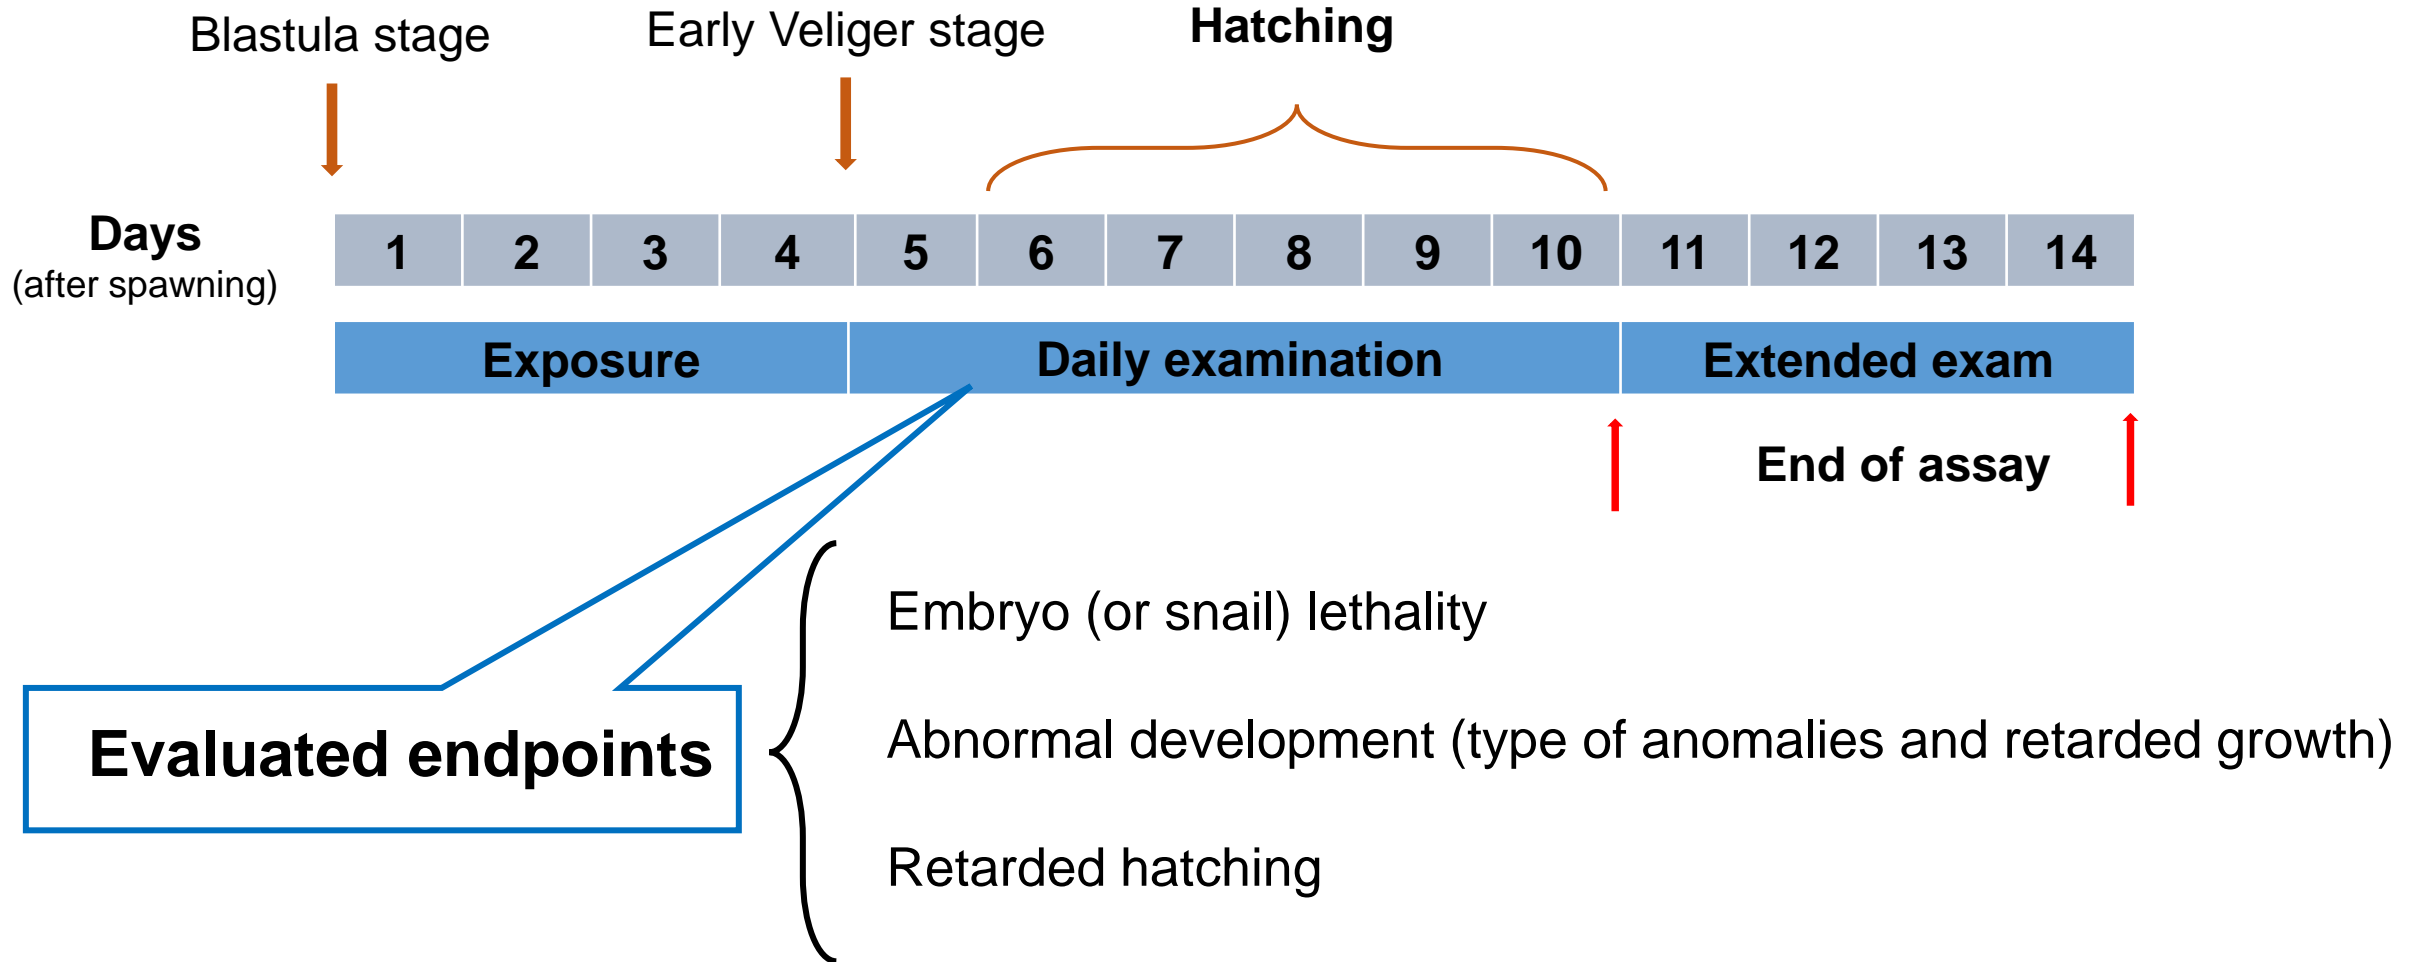 Blastula stage
Early Veliger stage
Hatching
Days
(after spawning)
1 2 3 4 5 6 7 8 9 10 11 12 13 14
Exposure
Daily examination
Extended exam
End of assay
Evaluated endpoints
Embryo (or snail) lethality
Abnormal development (type of anomalies and retarded growth)
Retarded hatching